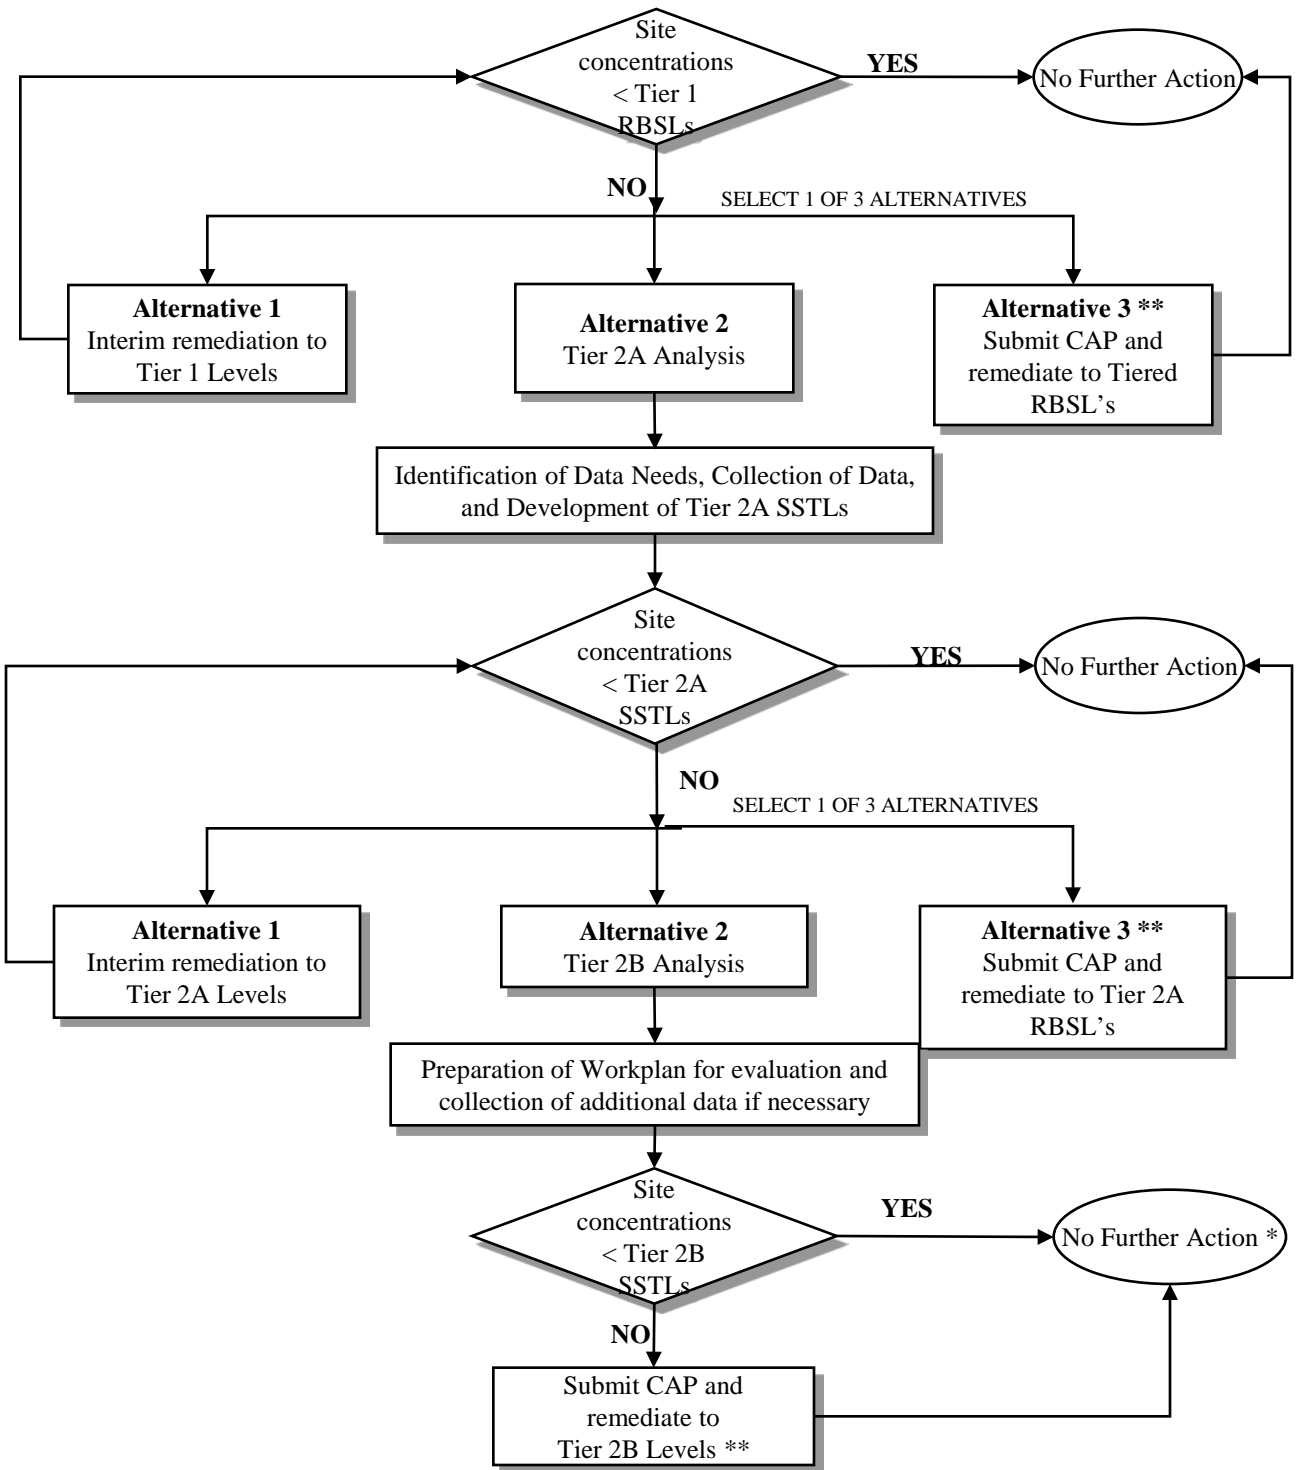 Site
concentrations
< Tier 1
RBSLs
YES
No Further Action
NO
SELECT 1 OF 3 ALTERNATIVES
Alternative 1
Interim remediation to
Tier 1 Levels
Alternative 2
Tier 2A Analysis
Alternative 3 **
Submit CAP and
remediate to Tiered
RBSL’s
Identification of Data Needs, Collection of Data,
and Development of Tier 2A SSTLs
Site
concentrations
< Tier 2A
SSTLs
YES
No Further Action
NO
SELECT 1 OF 3 ALTERNATIVES
Alternative 1
Interim remediation to
Tier 2A Levels
Alternative 2
Tier 2B Analysis
Alternative 3 **
Submit CAP and
remediate to Tier 2A
RBSL’s
Preparation of Workplan for evaluation and
collection of additional data if necessary
Site
concentrations
< Tier 2B
SSTLs
YES
No Further Action *
NO
Submit CAP and
remediate to
Tier 2B Levels **